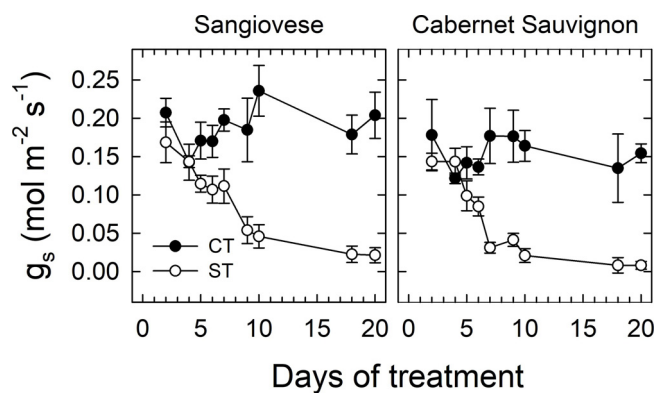 Sangiovese
Cabernet Sauvignon
gs (mol m-2 s-1)
0.25
0.20
0.15
0.10
0.05
0.00
CT
ST
0 5 10 15 20 0 5 10 15 20
Days of treatment